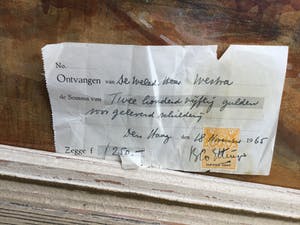 No.
Ontvangen van De Weled. Heer Westra
de Somma van Twee honderd vijftig gulden
voor geleverd schilderij
Den Haag 18 November 1965
Zegge f 250.—